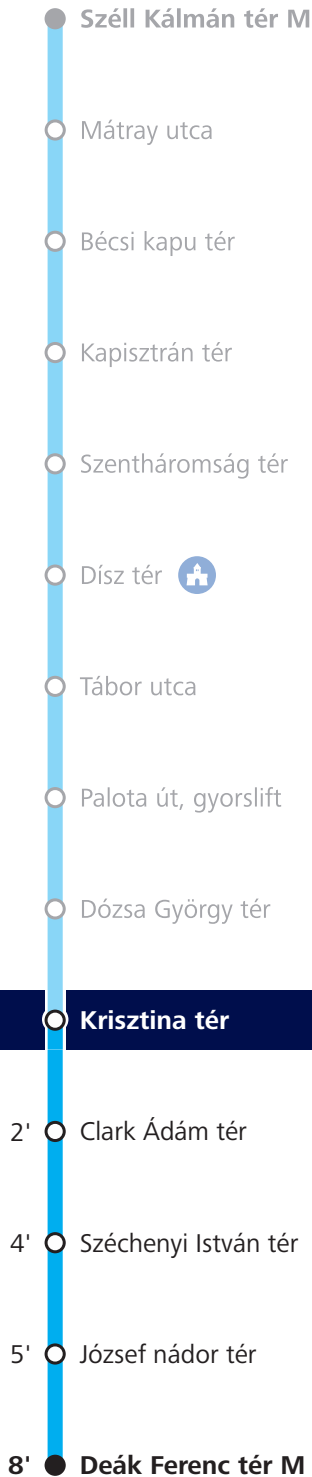 Széll Kálmán tér M
Mátray utca
Bécsi kapu tér
Kapisztrán tér
Szentháromság tér
Dísz tér
Tábor utca
Palota út, gyorslift
Dózsa György tér
Krisztina tér
2' Clark Ádám tér
4' Széchenyi István tér
5' József nádor tér
8' Deák Ferenc tér M